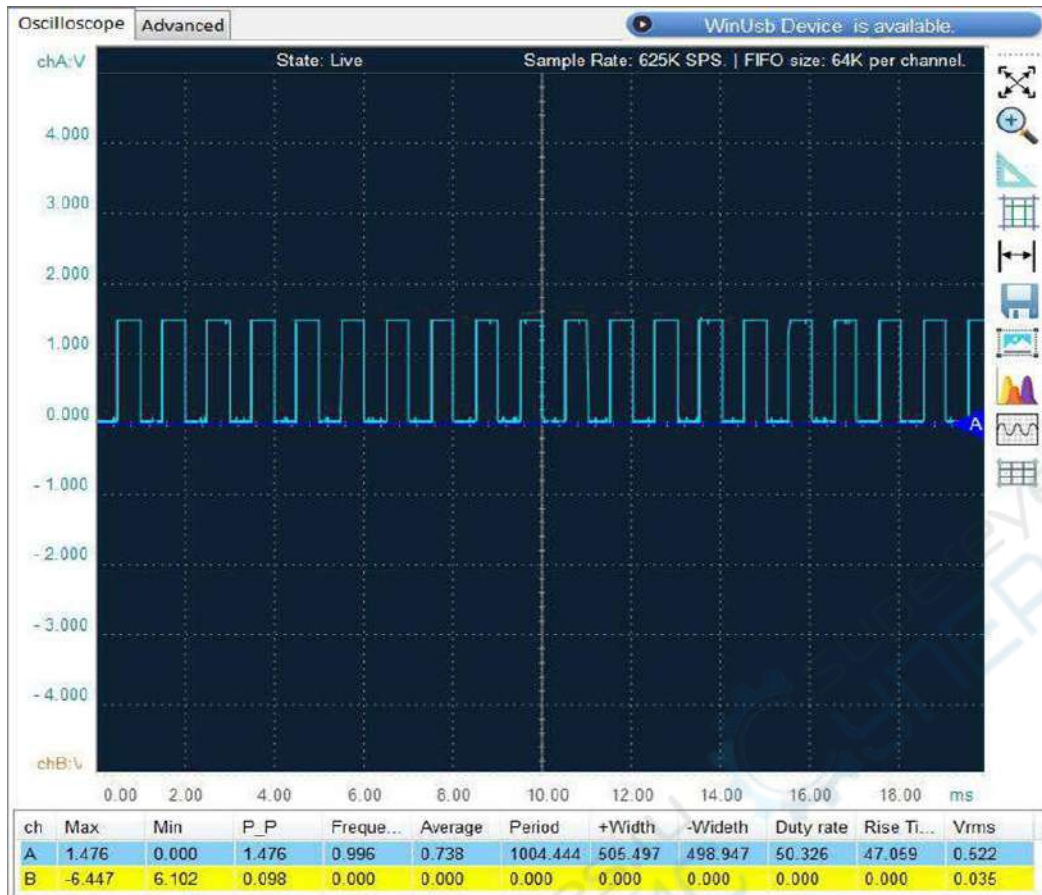 Oscilloscope Advanced WinUsb Device is available.
chA:V State: Live Sample Rate: 625K SPS. | FIFO size: 64K per channel.
4.000
3.000
2.000
1.000
0.000
A
- 1.000
- 2.000
- 3.000
- 4.000
chB:V
0.00 2.00 4.00 6.00 8.00 10.00 12.00 14.00 16.00 18.00 ms
ch Max Min P_P Freque... Average Period +Width -Wideth Duty rate Rise Ti... Vrms
A 1.476 0.000 1.476 0.996 0.738 1004.444 505.497 498.947 50.326 47.059 0.522
B -6.447 6.102 0.098 0.000 0.000 0.000 0.000 0.000 0.000 0.000 0.035